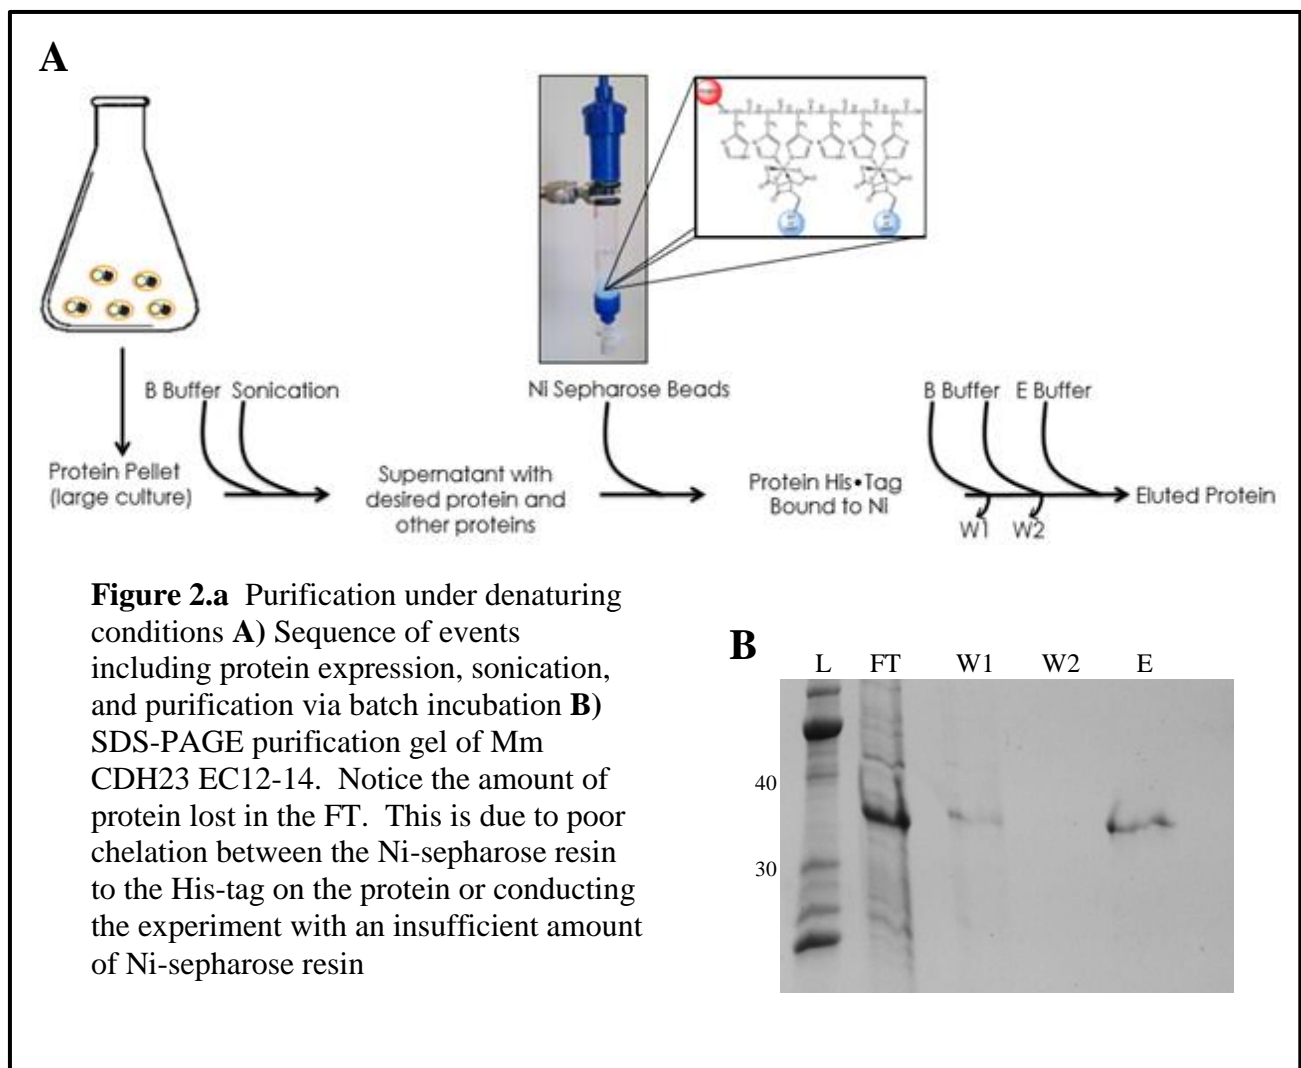 A
B Buffer Sonication
Ni Sepharose Beads
B Buffer E Buffer
Protein Pellet
(large culture)
Supernatant with
desired protein and
other proteins
Protein His•Tag
Bound to Ni
W1 W2
Eluted Protein
Figure 2.a Purification under denaturing
conditions A) Sequence of events
including protein expression, sonication,
and purification via batch incubation B)
SDS-PAGE purification gel of Mm
CDH23 EC12-14. Notice the amount of
protein lost in the FT. This is due to poor
chelation between the Ni-sepharose resin
to the His-tag on the protein or conducting
the experiment with an insufficient amount
of Ni-sepharose resin
B
L FT W1 W2 E
40
30